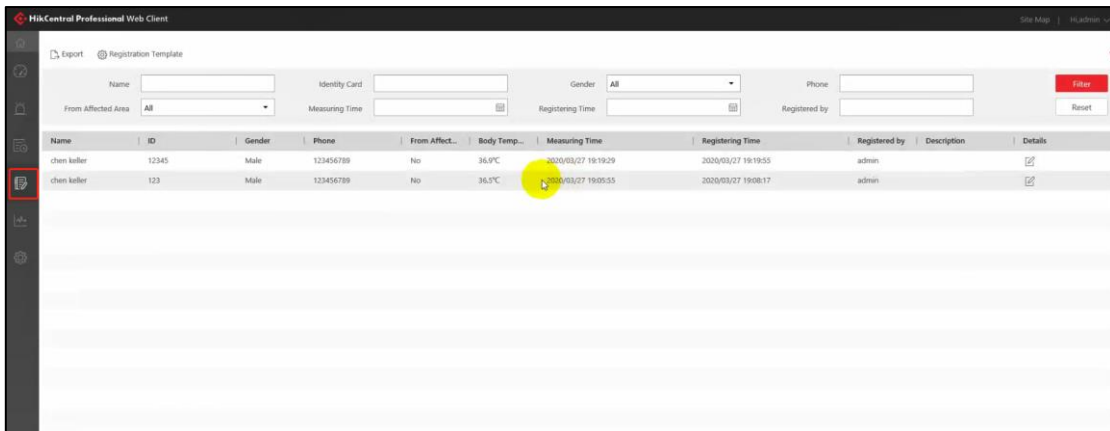 HikCentral Professional Web Client Site Map | Hi,admin
Export Registration Template
Name Identity Card Gender All Phone Filter
From Affected Area All Measuring Time Registering Time Registered by Reset
Name ID Gender Phone From Affect... Body Temp... Measuring Time Registering Time Registered by Description Details
chen keller 12345 Male 123456789 No 36.9℃ 2020/03/27 19:19:29 2020/03/27 19:19:55 admin
chen keller 123 Male 123456789 No 36.5℃ 2020/03/27 19:05:55 2020/03/27 19:08:17 admin